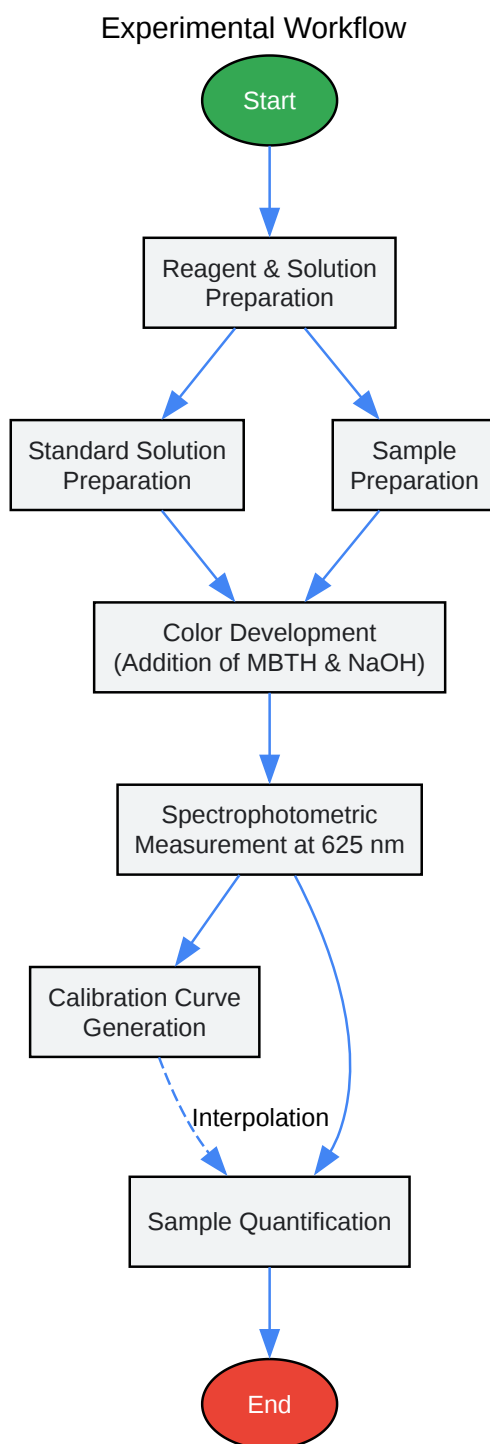 Experimental Workflow
Start
Reagent & Solution
Preparation
Standard Solution
Preparation
Sample
Preparation
Color Development
(Addition of MBTH & NaOH)
Spectrophotometric
Measurement at 625 nm
Calibration Curve
Generation
Interpolation
Sample Quantification
End